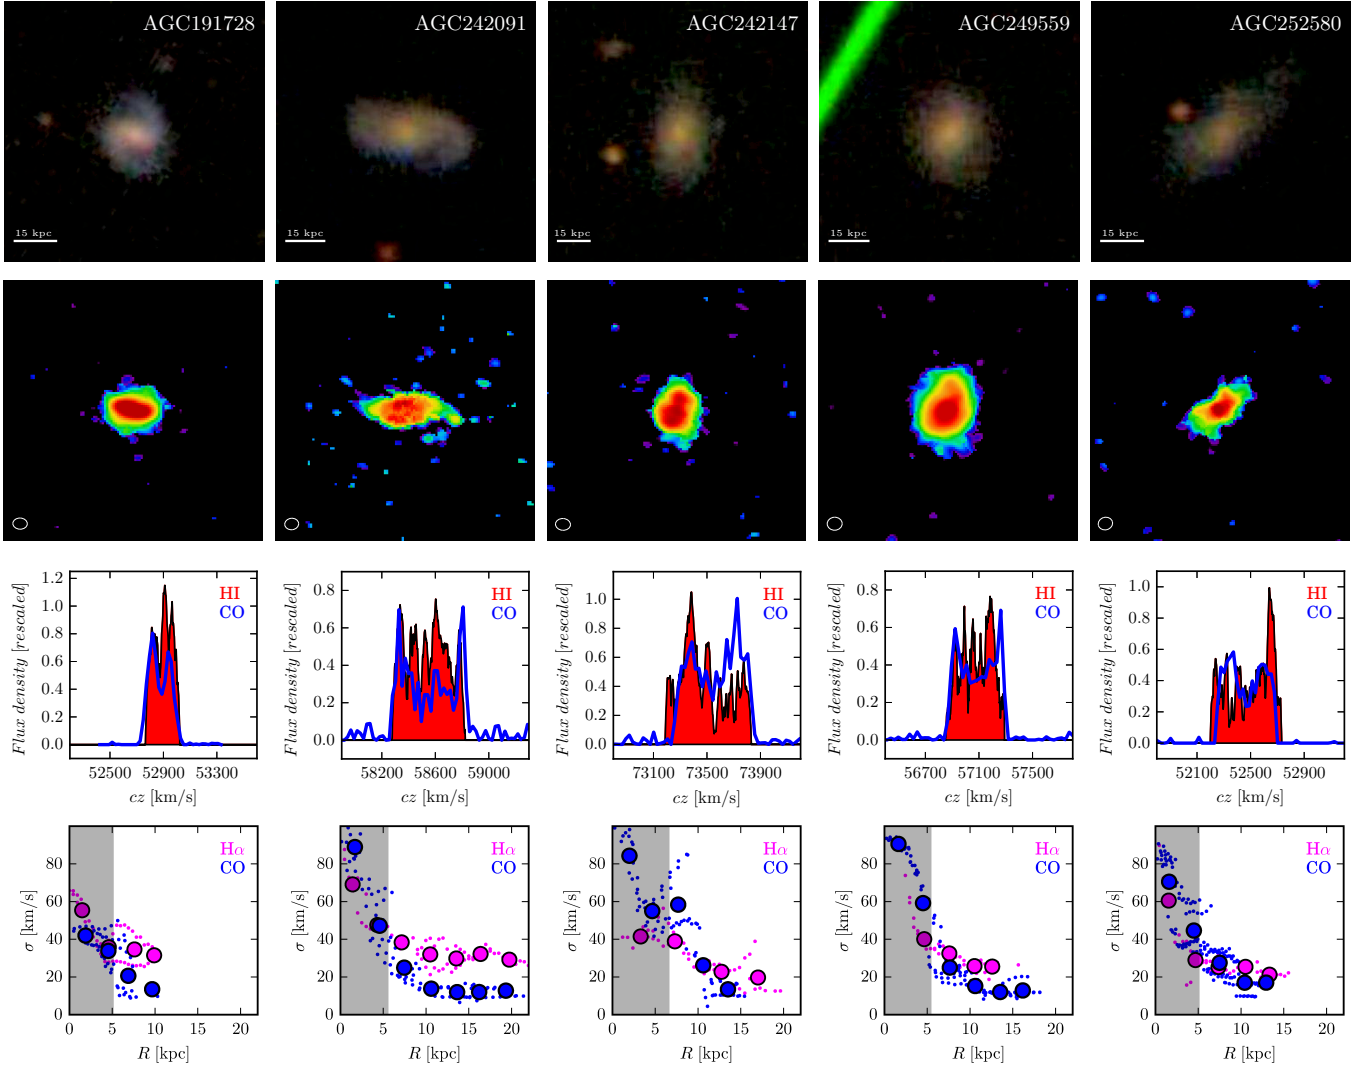 AGC191728 AGC242091 AGC242147 AGC249559 AGC252580
15 kpc 15 kpc 15 kpc 15 kpc 15 kpc
Flux density [rescaled] 1.2 1.0 0.8 0.6 0.4 0.2 0.0 HI CO
52500 52900 53300
cz [km/s]
Flux density [rescaled] 0.8 0.6 0.4 0.2 0.0 HI CO
58200 58600 59000
cz [km/s]
Flux density [rescaled] 1.0 0.8 0.6 0.4 0.2 0.0 HI CO
73100 73500 73900
cz [km/s]
Flux density [rescaled] 0.8 0.6 0.4 0.2 0.0 HI CO
56700 57100 57500
cz [km/s]
Flux density [rescaled] 1.0 0.8 0.6 0.4 0.2 0.0 HI CO
52100 52500 52900
cz [km/s]
σ [km/s] 80 60 40 20 0 Hα CO
0 5 10 15 20
R [kpc]
σ [km/s] 80 60 40 20 0 Hα CO
0 5 10 15 20
R [kpc]
σ [km/s] 80 60 40 20 0 Hα CO
0 5 10 15 20
R [kpc]
σ [km/s] 80 60 40 20 0 Hα CO
0 5 10 15 20
R [kpc]
σ [km/s] 80 60 40 20 0 Hα CO
0 5 10 15 20
R [kpc]